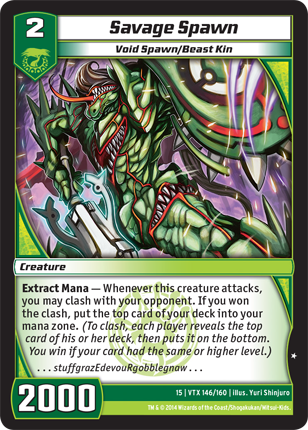 2
Savage Spawn
Void Spawn/Beast Kin
Creature
Extract Mana — Whenever this creature attacks,
you may clash with your opponent. If you won
the clash, put the top card of your deck into your
mana zone. (To clash, each player reveals the top
card of his or her deck, then puts it on the bottom.
You win if your card had the same or higher level.)
. . . stuffgrazEdevouRgobblegnaw . . .
2000
15 | VTX 146/160 | illus. Yuri Shinjuro
TM & © 2014 Wizards of the Coast/Shogakukan/Mitsui-Kids.